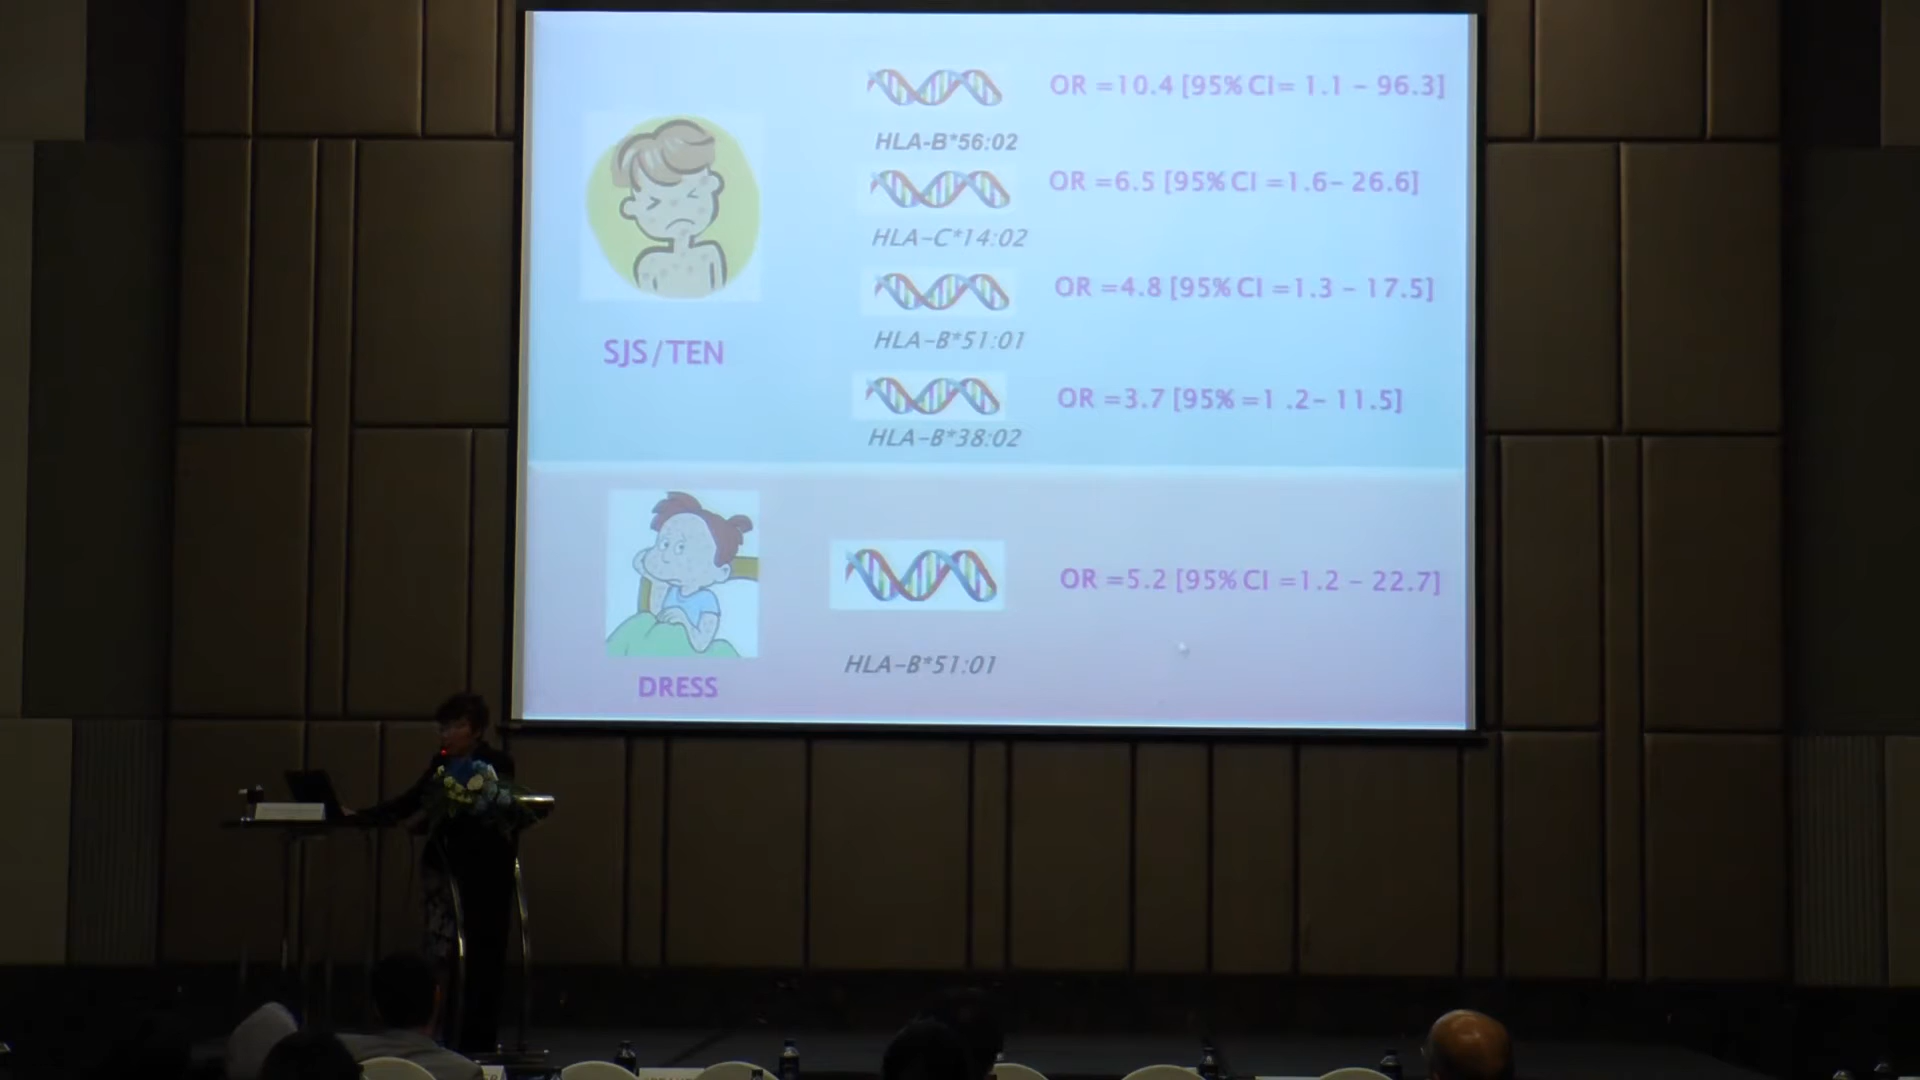 OR =10.4 [95% CI= 1.1 – 96.3]
HLA-B*56:02
OR =6.5 [95% CI =1.6– 26.6]
HLA-C*14:02
OR =4.8 [95% CI =1.3 – 17.5]
HLA-B*51:01
SJS/TEN
OR =3.7 [95% =1 .2– 11.5]
HLA-B*38:02
OR =5.2 [95% CI =1.2 – 22.7]
HLA-B*51:01
DRESS